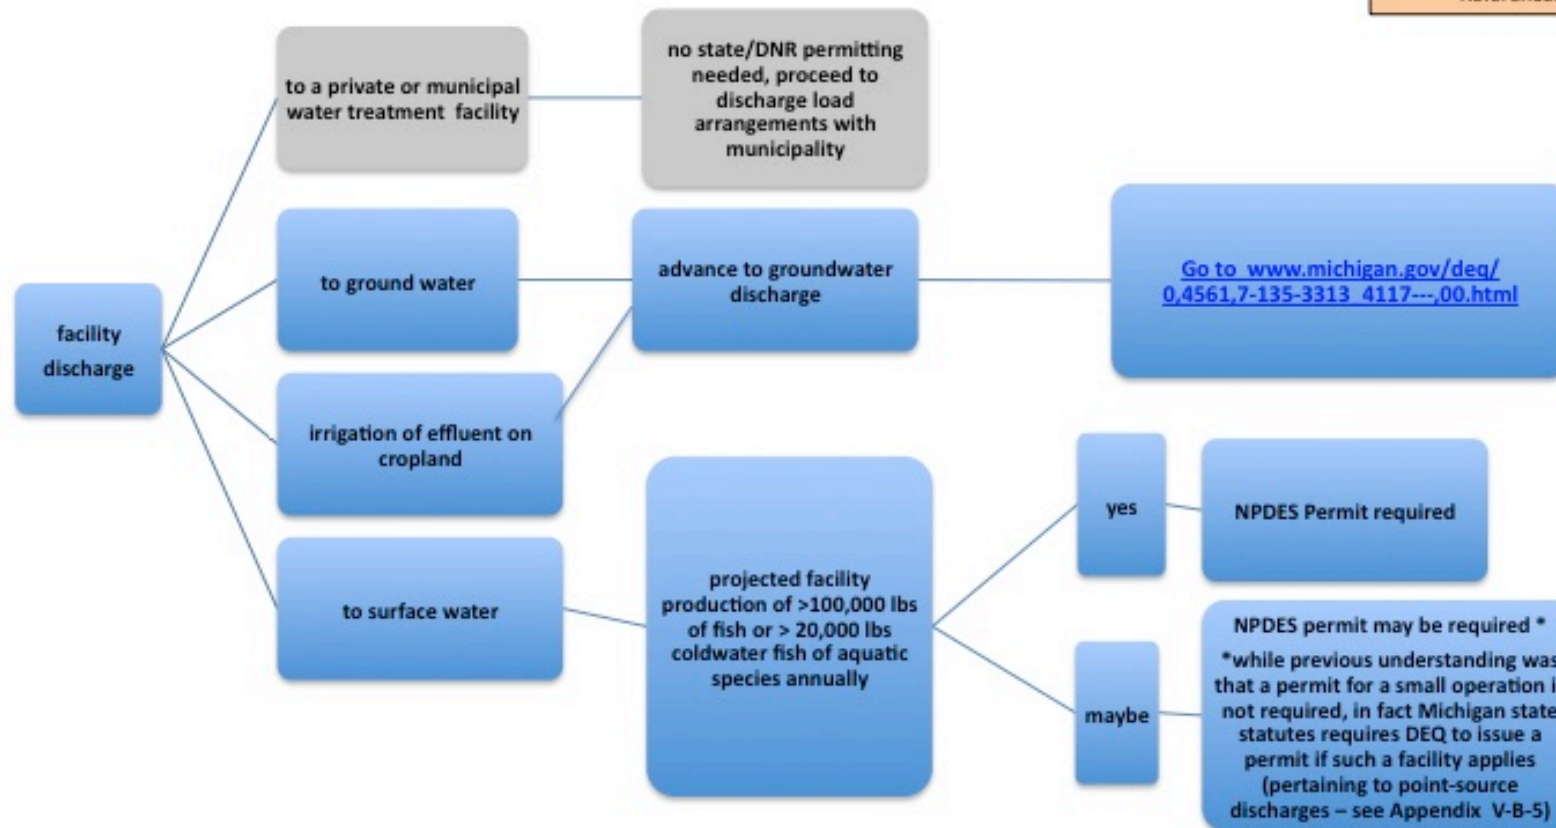 to a private or municipal
water treatment facility
no state/DNR permitting
needed, proceed to
discharge load
arrangements with
municipality
facility
discharge
to ground water
advance to groundwater
discharge
Go to www.michigan.gov/deq/
0,4561,7-135-3313_4117---,00.html
irrigation of effluent on
cropland
to surface water
projected facility
production of >100,000 lbs
of fish or > 20,000 lbs
coldwater fish of aquatic
species annually
yes
NPDES Permit required
maybe
NPDES permit may be required *
*while previous understanding was
that a permit for a small operation i
not required, in fact Michigan state
statutes requires DEQ to issue a
permit if such a facility applies
(pertaining to point-source
discharges – see Appendix V-B-5)